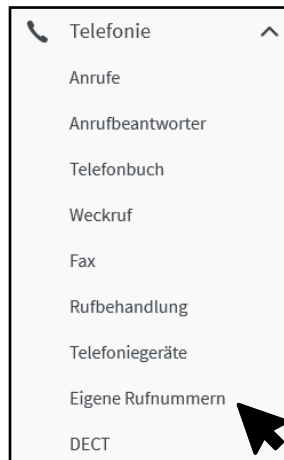 Telefonie
Anrufe
Anrufbeantworter
Telefonbuch
Weckruf
Fax
Rufbehandlung
Telefoniegeräte
Eigene Rufnummern
DECT